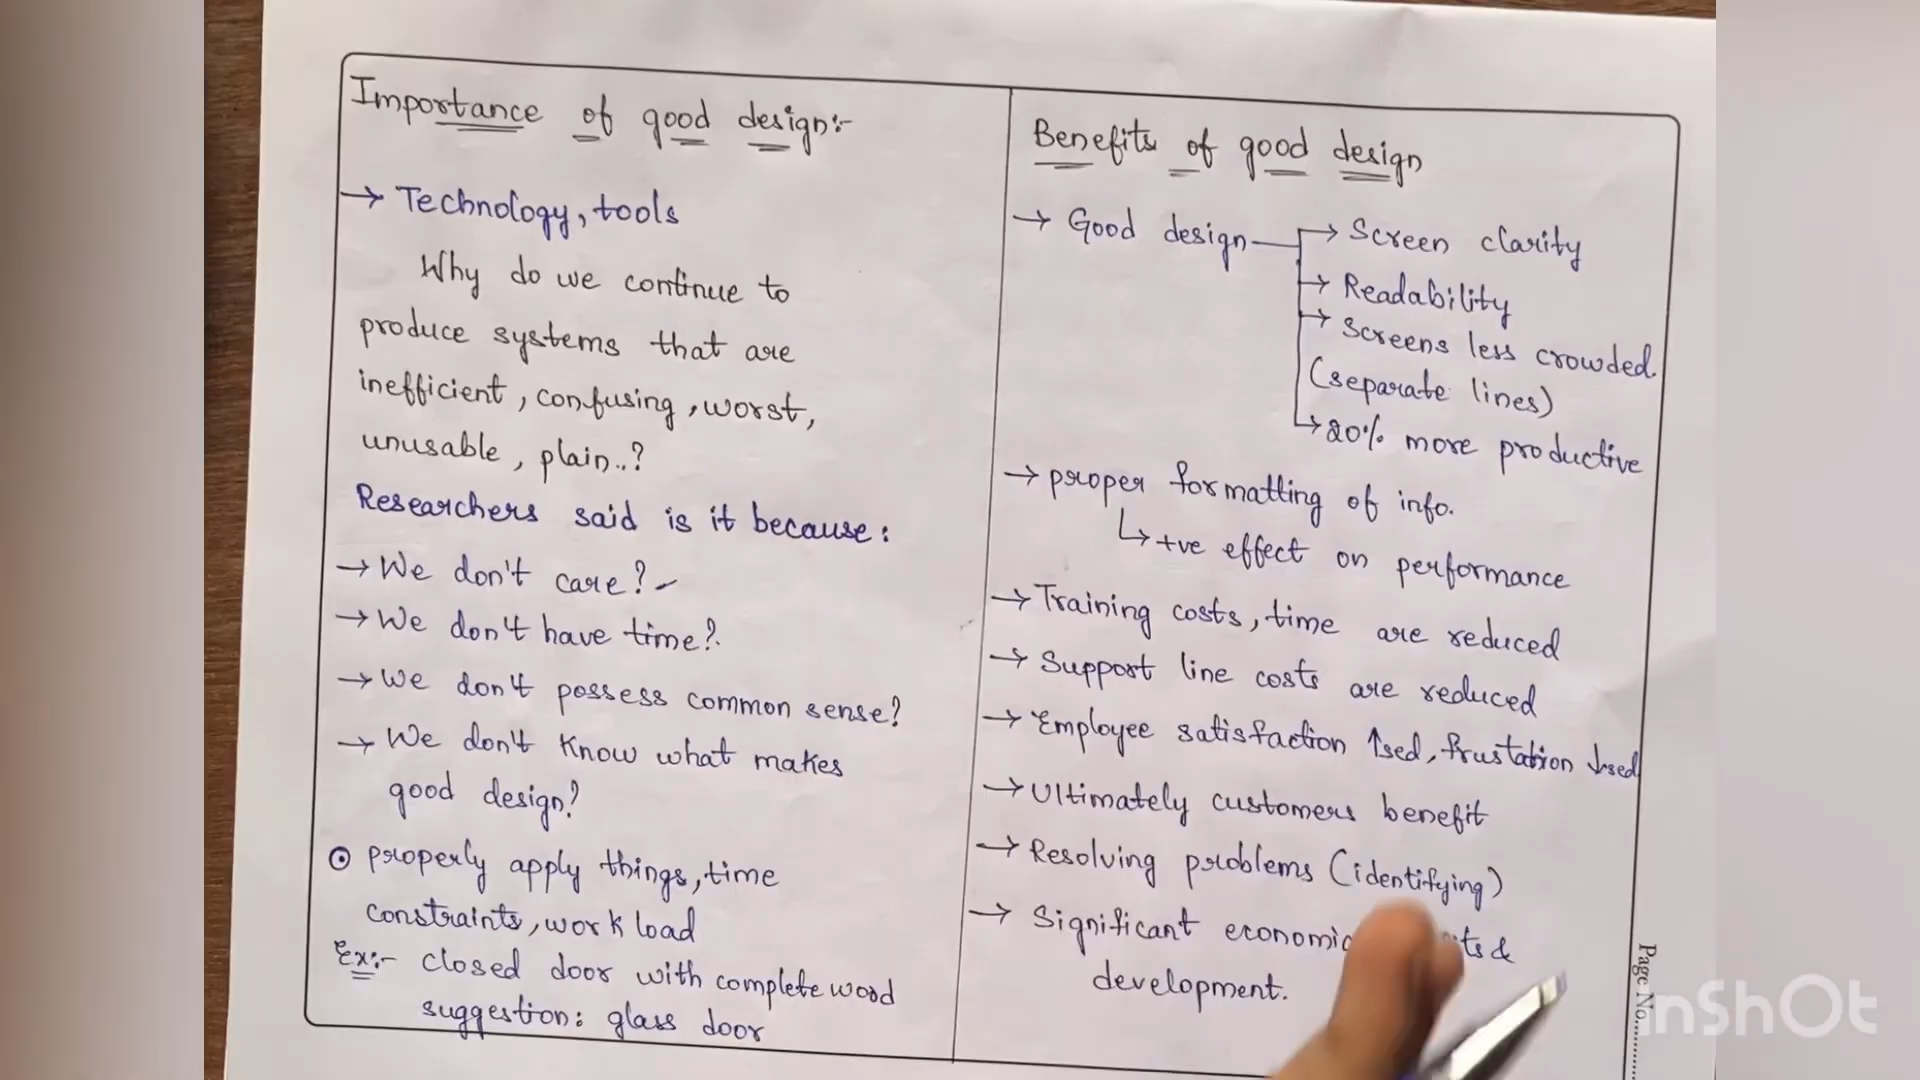 Importance of good design:-
→ Technology, tools
Why do we continue to
produce systems that are
inefficient, confusing, worst,
unusable, plain..?
Researchers said is it because:
→ We don't care?
→ We don't have time?
→ We don't possess common sense?
→ We don't know what makes
good design?
⊙ properly apply things, time
constraints, work load
Ex:- closed door with complete wood
suggestion: glass door
Benefits of good design
→ Good design → Screen clarity
→ Readability
→ Screens less crowded.
(separate lines)
→ 20% more productive
→ proper formatting of info.
↳ +ve effect on performance
→ Training costs, time are reduced
→ Support line costs are reduced
→ Employee satisfaction ↑sed, frustation ↓sed
→ Ultimately customers benefit
→ Resolving problems (identifying)
→ Significant economic &
development.
Page No.
InShOt